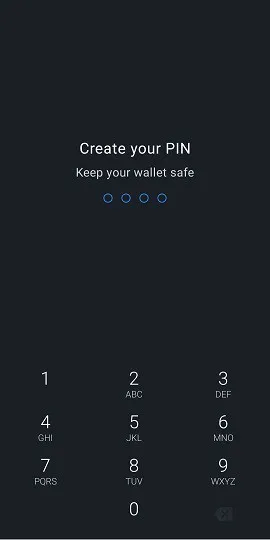 Create your PIN
Keep your wallet safe
1 2 3
ABC DEF
4 5 6
GHI JKL MNO
7 8 9
PQRS TUV WXYZ
0